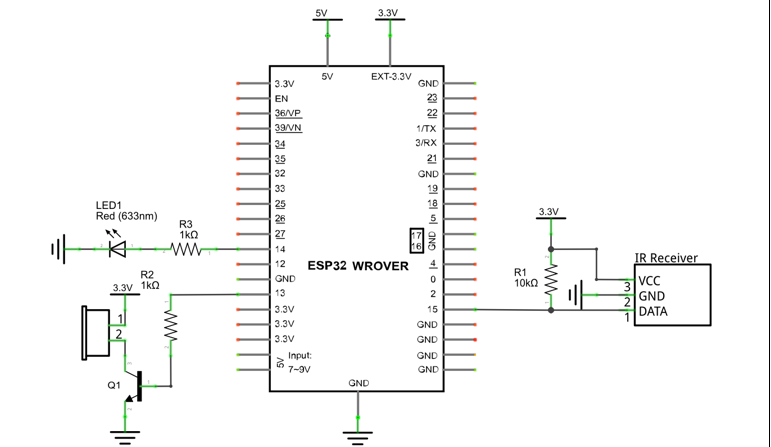 5V
3.3V
5V
EXT-3.3V
3.3V
EN
36/VP
39/VN
34
35
32
33
25
26
27
14
12
GND
13
3.3V
3.3V
3.3V
5V
Input:
7~9V
GND
23
22
1/TX
3/RX
21
GND
19
18
5
17
16
GND
4
0
2
15
GND
GND
GND
GND
GND
ESP32 WROVER
LED1
Red (633nm)
R3
1kΩ
R2
1kΩ
3.3V
1
2
Q1
3.3V
R1
10kΩ
IR Receiver
VCC
GND
DATA
3
2
1